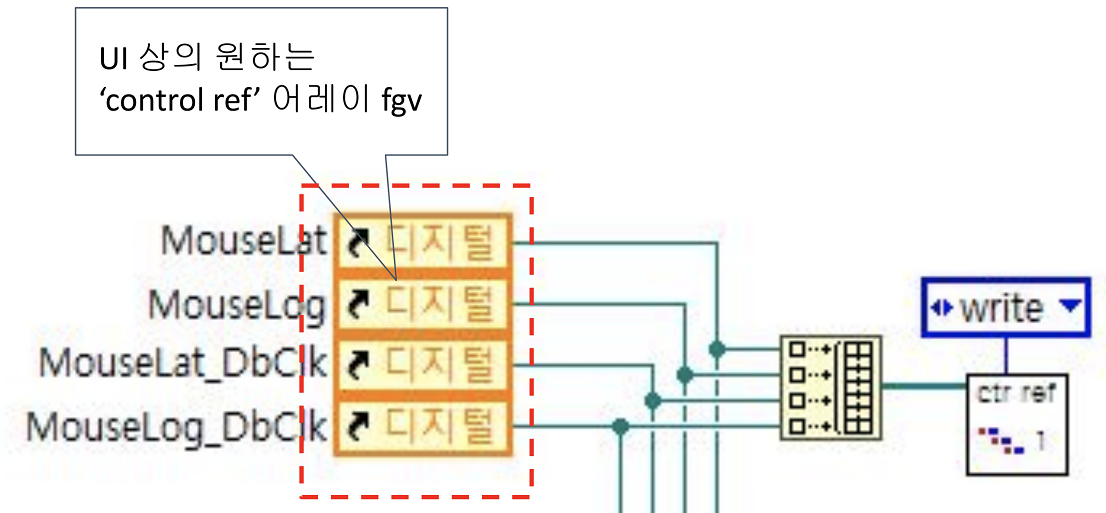 UI 상의 원하는
‘control ref’ 어레이 fgv
MouseLat 디지털
MouseLog 디지털
MouseLat_DbClk 디지털
MouseLog_DbClk 디지털
write
ctr ref
1